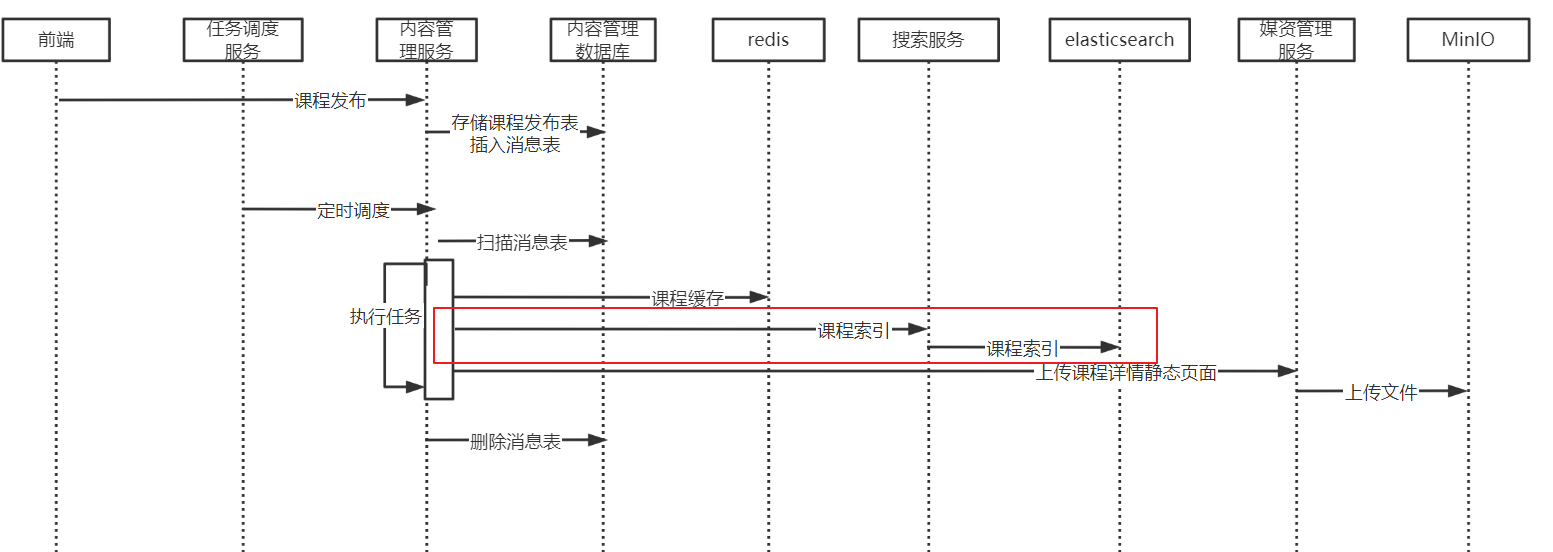 前端
任务调度
服务
内容管
理服务
内容管理
数据库
redis
搜索服务
elasticsearch
媒资管理
服务
MinIO
课程发布
存储课程发布表
插入消息表
定时调度
扫描消息表
课程缓存
执行任务
课程索引
课程索引
上传课程详情静态页面
上传文件
删除消息表